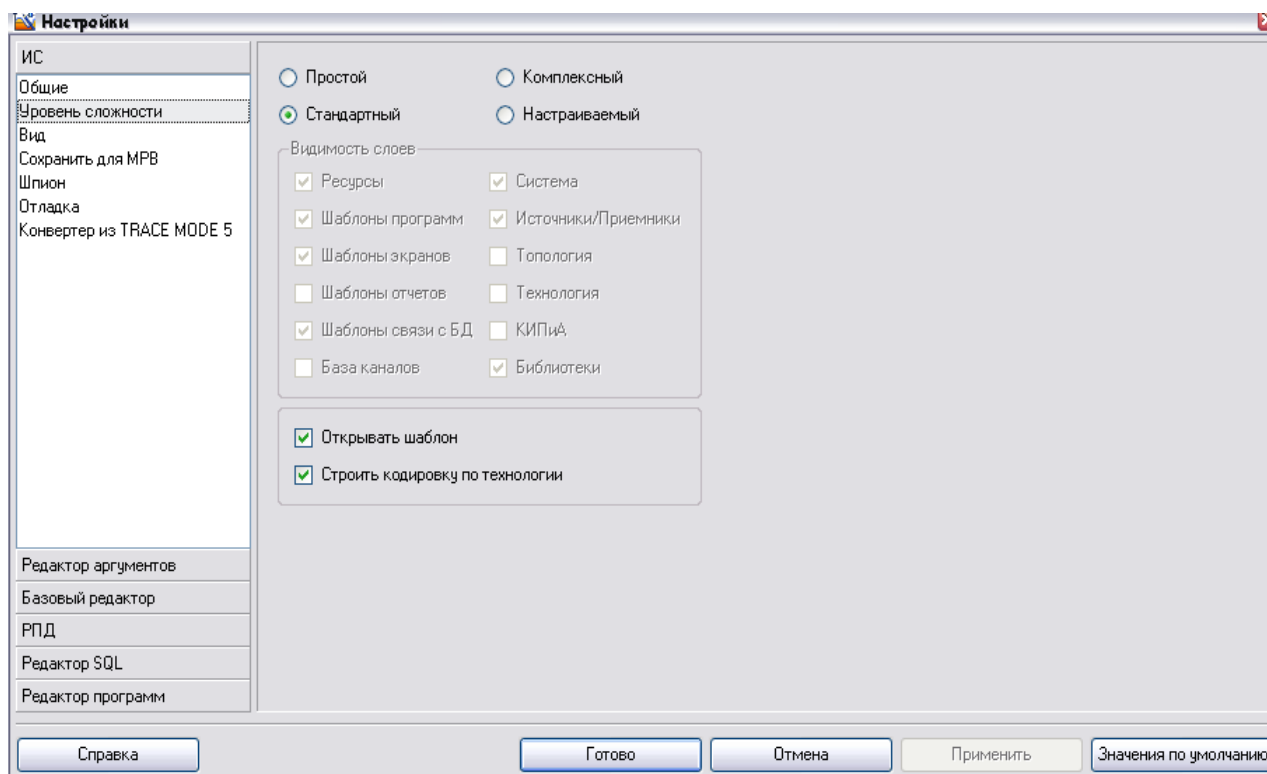 Настройки
ИС
Общие
Уровень сложности
Вид
Сохранить для МРВ
Шпион
Отладка
Конвертер из TRACE MODE 5
Редактор аргументов
Базовый редактор
РПД
Редактор SQL
Редактор программ
Простой
Комплексный
Стандартный
Настраиваемый
Видимость слоев
Ресурсы
Система
Шаблоны программ
Источники/Приемники
Шаблоны экранов
Топология
Шаблоны отчетов
Технология
Шаблоны связи с БД
КИПиА
База каналов
Библиотеки
Открывать шаблон
Строить кодировку по технологии
Справка
Готово
Отмена
Применить
Значения по умолчанию